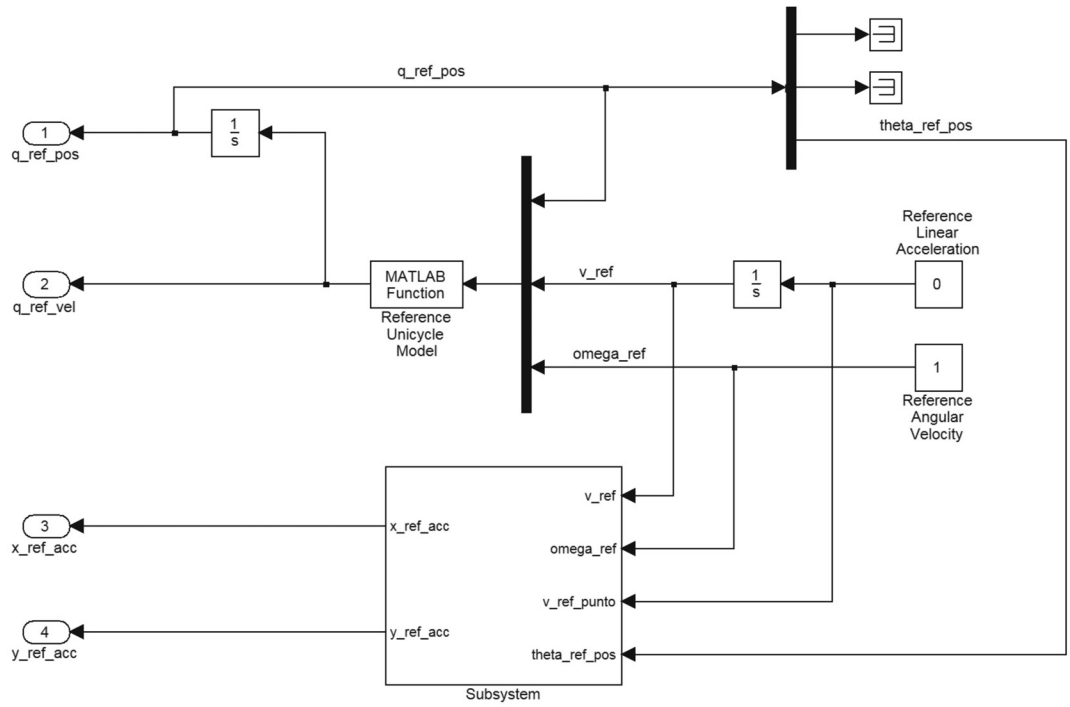 q_ref_pos
theta_ref_pos
1
q_ref_pos
1
s
Reference
Linear
Acceleration
0
v_ref
1
s
MATLAB
Function
Reference
Unicycle
Model
2
q_ref_vel
omega_ref
1
Reference
Angular
Velocity
v_ref
3
x_ref_acc
x_ref_acc
omega_ref
v_ref_punto
4
y_ref_acc
y_ref_acc
theta_ref_pos
Subsystem